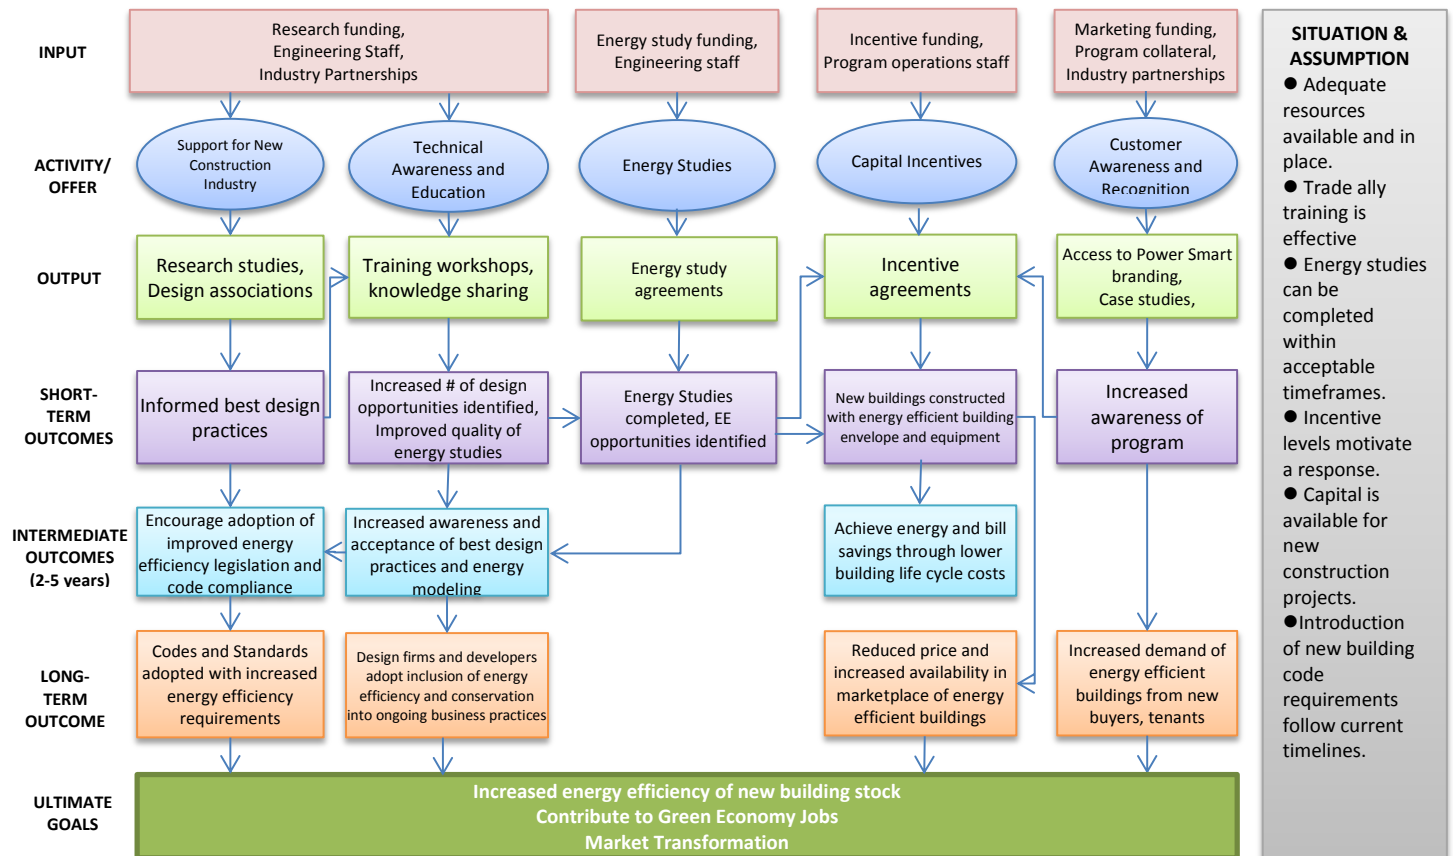 INPUT
Research funding,
Engineering Staff,
Industry Partnerships
Energy study funding,
Engineering staff
Incentive funding,
Program operations staff
Marketing funding,
Program collateral,
Industry partnerships
ACTIVITY/
OFFER
Support for New
Construction
Industry
Technical
Awareness and
Education
Energy Studies
Capital Incentives
Customer
Awareness and
Recognition
OUTPUT
Research studies,
Design associations
Training workshops,
knowledge sharing
Energy study
agreements
Incentive
agreements
Access to Power Smart
branding,
Case studies,
SHORT-
TERM
OUTCOMES
Informed best design
practices
Increased # of design
opportunities identified,
Improved quality of
energy studies
Energy Studies
completed, EE
opportunities identified
New buildings constructed
with energy efficient building
envelope and equipment
Increased
awareness of
program
INTERMEDIATE
OUTCOMES
(2-5 years)
Encourage adoption of
improved energy
efficiency legislation and
code compliance
Increased awareness and
acceptance of best design
practices and energy
modeling
Achieve energy and bill
savings through lower
building life cycle costs
LONG-
TERM
OUTCOME
Codes and Standards
adopted with increased
energy efficiency
requirements
Design firms and developers
adopt inclusion of energy
efficiency and conservation
into ongoing business practices
Reduced price and
increased availability in
marketplace of energy
efficient buildings
Increased demand of
energy efficient
buildings from new
buyers, tenants
ULTIMATE
GOALS
Increased energy efficiency of new building stock
Contribute to Green Economy Jobs
Market Transformation
SITUATION &
ASSUMPTION
● Adequate
resources
available and in
place.
● Trade ally
training is
effective
● Energy studies
can be
completed
within
acceptable
timeframes.
● Incentive
levels motivate
a response.
● Capital is
available for
new
construction
projects.
●Introduction
of new building
code
requirements
follow current
timelines.